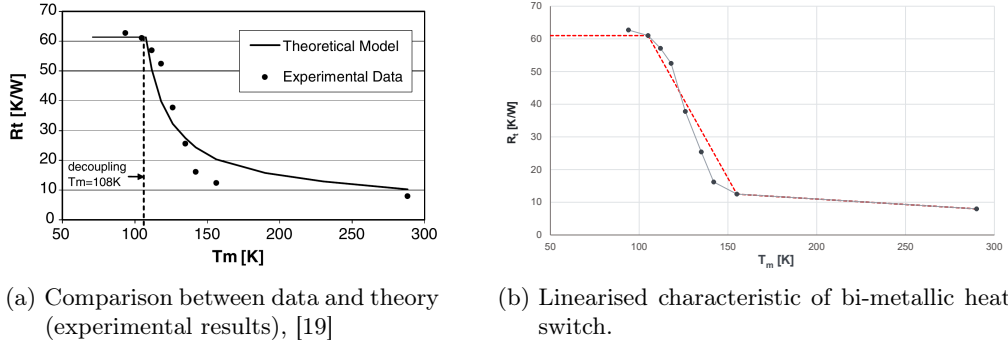 70
60
50
40
30
20
10
0
Rt [K/W]
Theoretical Model
Experimental Data
decoupling
Tm=108K
50 100 150 200 250 300
Tm [K]
(a) Comparison between data and theory
(experimental results), [19]
70
60
50
40
30
20
10
0
Rt [K/W]
50 100 150 200 250 300
Tm [K]
(b) Linearised characteristic of bi-metallic heat
switch.